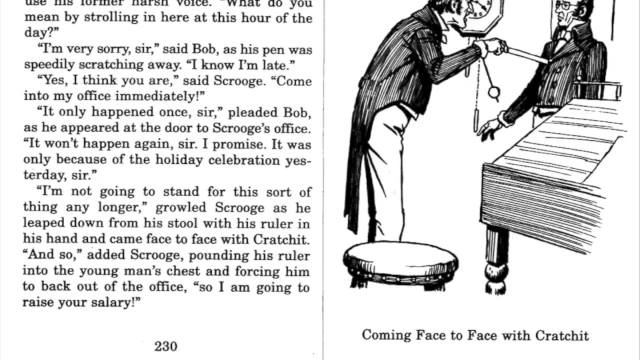 use his former harsh voice. "What do you
mean by strolling in here at this hour of the
day?"
"I'm very sorry, sir," said Bob, as his pen was
speedily scratching away. "I know I'm late."
"Yes, I think you are," said Scrooge. "Come
into my office immediately!"
"It only happened once, sir," pleaded Bob,
as he appeared at the door to Scrooge's office.
"It won't happen again, sir. I promise. It was
only because of the holiday celebration yes-
terday, sir."
"I'm not going to stand for this sort of
thing any longer," growled Scrooge as he
leaped down from his stool with his ruler in
his hand and came face to face with Cratchit.
"And so," added Scrooge, pounding his ruler
into the young man's chest and forcing him
to back out of the office, "so I am going to
raise your salary!"
230
Coming Face to Face with Cratchit